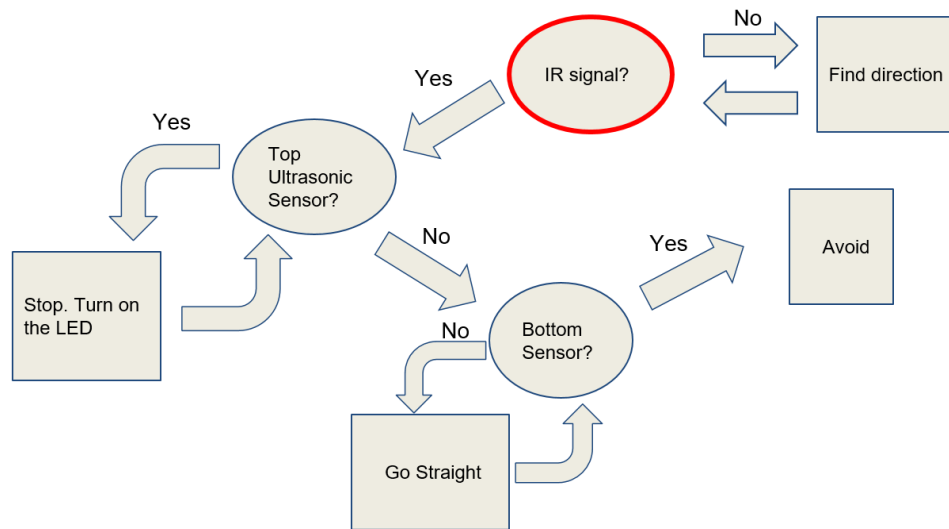 No
IR signal?
Find direction
Yes
Yes
Top
Ultrasonic
Sensor?
No
Yes
Avoid
Stop. Turn on
the LED
No
Bottom
Sensor?
Go Straight